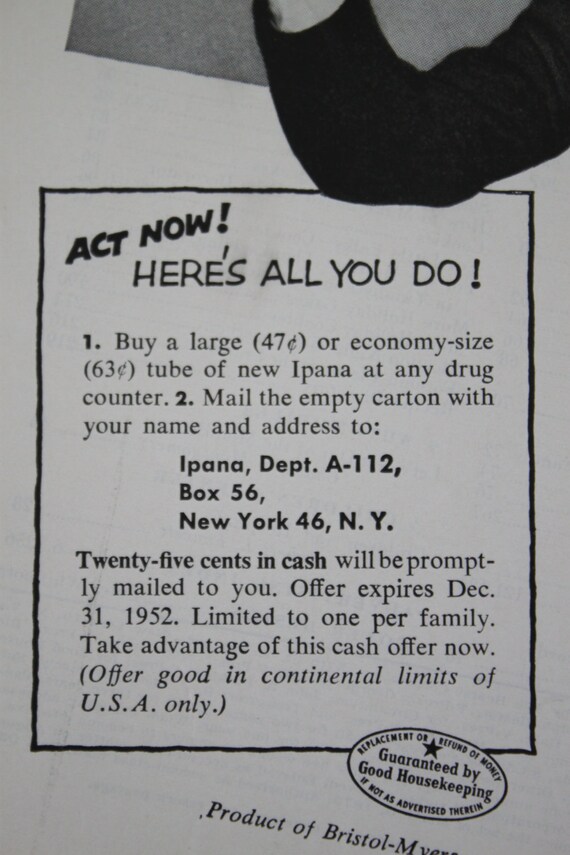 ACT NOW!
HERE'S ALL YOU DO!
1. Buy a large (47¢) or economy-size
(63¢) tube of new Ipana at any drug
counter. 2. Mail the empty carton with
your name and address to:
Ipana, Dept. A-112,
Box 56,
New York 46, N. Y.
Twenty-five cents in cash will be prompt-
ly mailed to you. Offer expires Dec.
31, 1952. Limited to one per family.
Take advantage of this cash offer now.
(Offer good in continental limits of
U.S.A. only.)
REPLACEMENT OR REFUND OF MONEY
Guaranteed by
Good Housekeeping
IF NOT AS ADVERTISED THEREIN
Product of Bristol-Myers